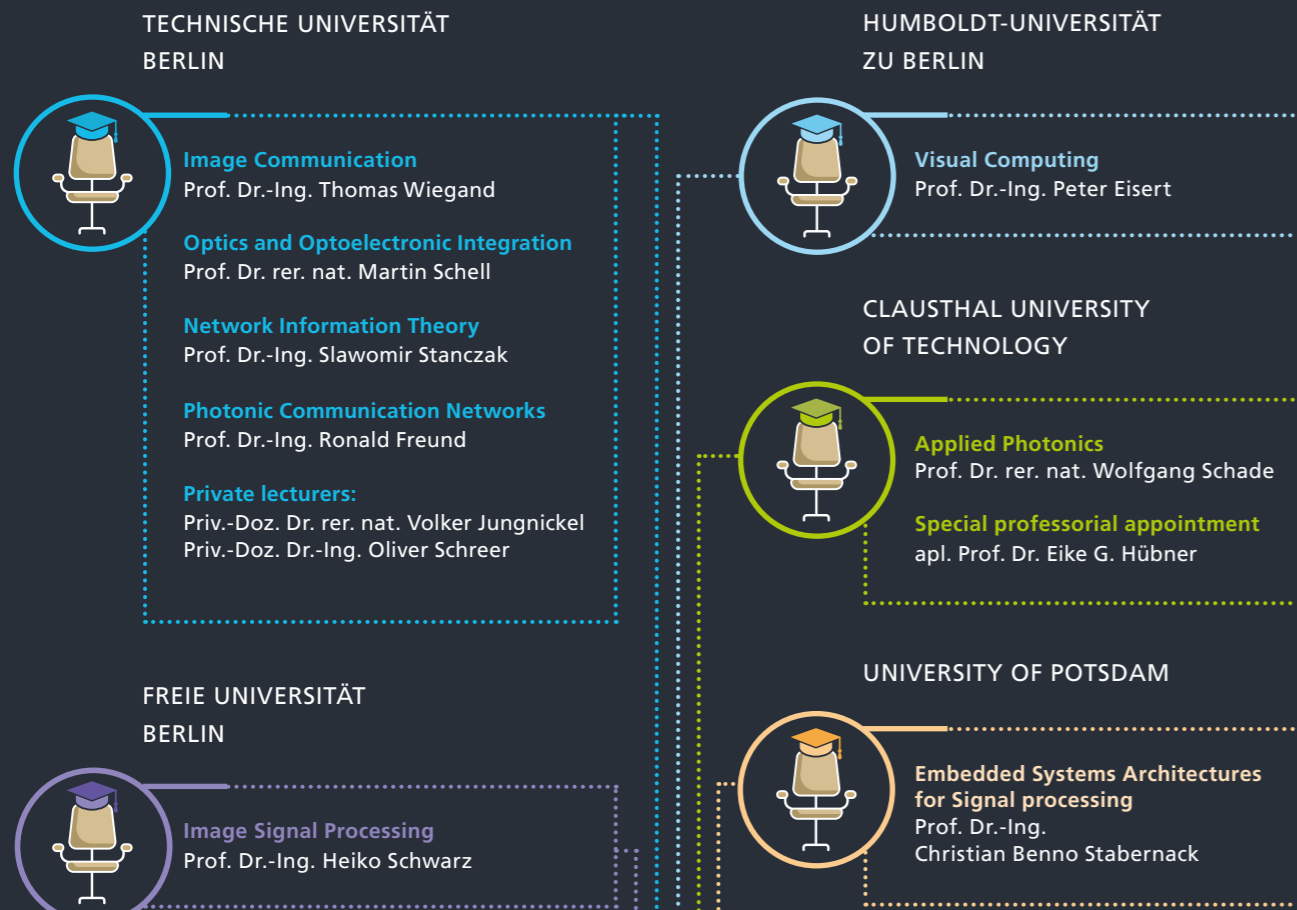 TECHNISCHE UNIVERSITÄT
BERLIN
Image Communication
Prof. Dr.-Ing. Thomas Wiegand
Optics and Optoelectronic Integration
Prof. Dr. rer. nat. Martin Schell
Network Information Theory
Prof. Dr.-Ing. Slawomir Stanczak
Photonic Communication Networks
Prof. Dr.-Ing. Ronald Freund
Private lecturers:
Priv.-Doz. Dr. rer. nat. Volker Jungnickel
Priv.-Doz. Dr.-Ing. Oliver Schreer
FREIE UNIVERSITÄT
BERLIN
Image Signal Processing
Prof. Dr.-Ing. Heiko Schwarz
HUMBOLDT-UNIVERSITÄT
ZU BERLIN
Visual Computing
Prof. Dr.-Ing. Peter Eisert
CLAUSTHAL UNIVERSITY
OF TECHNOLOGY
Applied Photonics
Prof. Dr. rer. nat. Wolfgang Schade
Special professorial appointment
apl. Prof. Dr. Eike G. Hübner
UNIVERSITY OF POTSDAM
Embedded Systems Architectures
for Signal processing
Prof. Dr.-Ing.
Christian Benno Stabernack